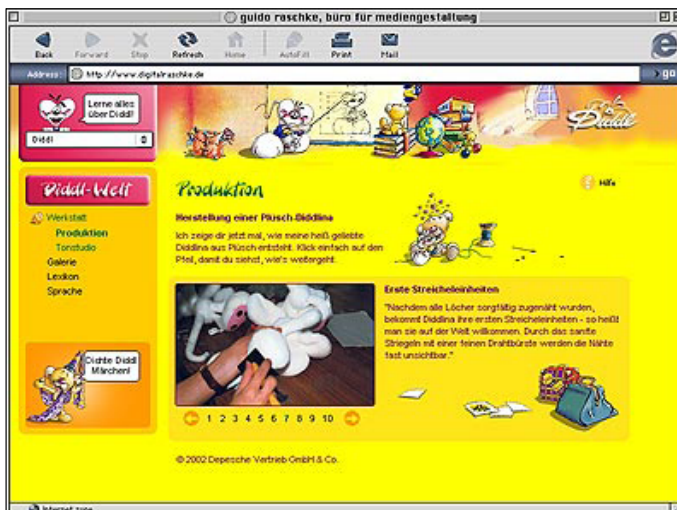 guido raschke, büro für mediengestaltung
Back Forward Stop Refresh Home AutoFill Print Mail
Address: http://www.digitalraschke.de go
Lerne alles
über Diddl!
Diddl
Diddl
Diddl-Welt
Werkstatt
Produktion
Tonstudio
Galerie
Lexikon
Sprache
Dichte Diddl
Märchen!
Produktion
Hilfe
Herstellung einer Plüsch-Diddlina
Ich zeige dir jetzt mal, wie meine heiß geliebte
Diddlina aus Plüsch entsteht. Klick einfach auf den
Pfeil, damit du siehst, wie's weitergeht.
Erste Streicheleinheiten
"Nachdem alle Löcher sorgfältig zugenäht wurden,
bekommt Diddlina ihre ersten Streicheleinheiten - so heißt
man sie auf der Welt willkommen. Durch das sanfte
Striegeln mit einer feinen Drahtbürste werden die Nähte
fast unsichtbar."
1 2 3 4 5 6 7 8 9 10
© 2002 Depesche Vertrieb GmbH & Co.
Internet zone